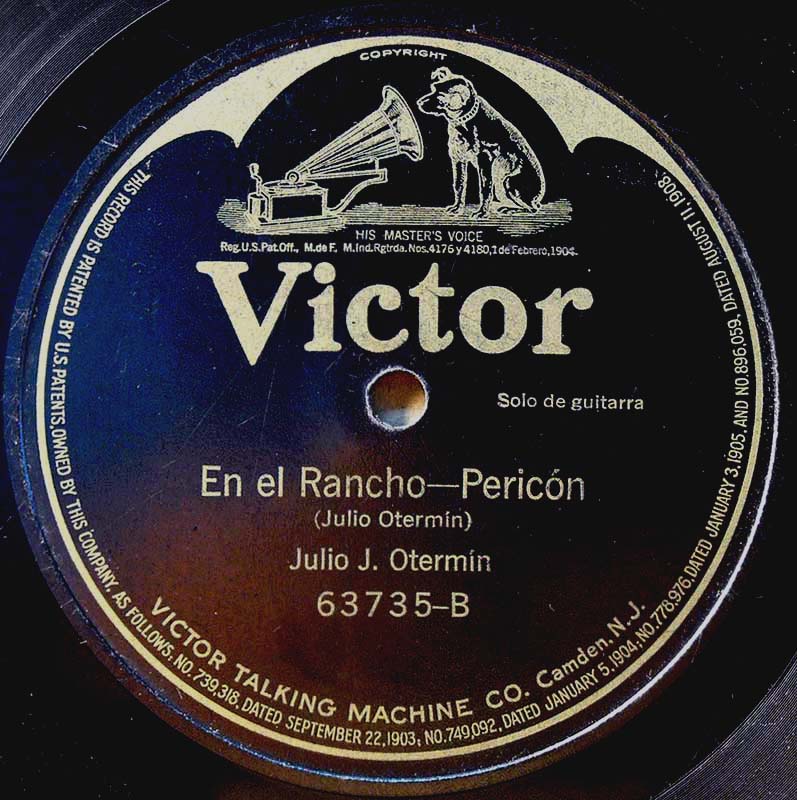 COPYRIGHT
HIS MASTER'S VOICE
Reg.U.S.Pat.Off., M.de F. M.Ind.Rgtrda.Nos.4176 y 4180,1 de Febrero,1904.
Victor
Solo de guitarra
En el Rancho—Pericón
(Julio Otermín)
Julio J. Otermín
63735-B
VICTOR TALKING MACHINE CO. Camden, N.J.
THIS RECORD IS PATENTED BY U.S. PATENTS, OWNED BY THIS COMPANY, AS FOLLOWS: NO. 739,318, DATED SEPTEMBER 22, 1903; NO. 749,092, DATED JANUARY 5, 1904, NO. 778,976, DATED JANUARY 3, 1905, AND NO. 896,059, DATED AUGUST 11, 1908.